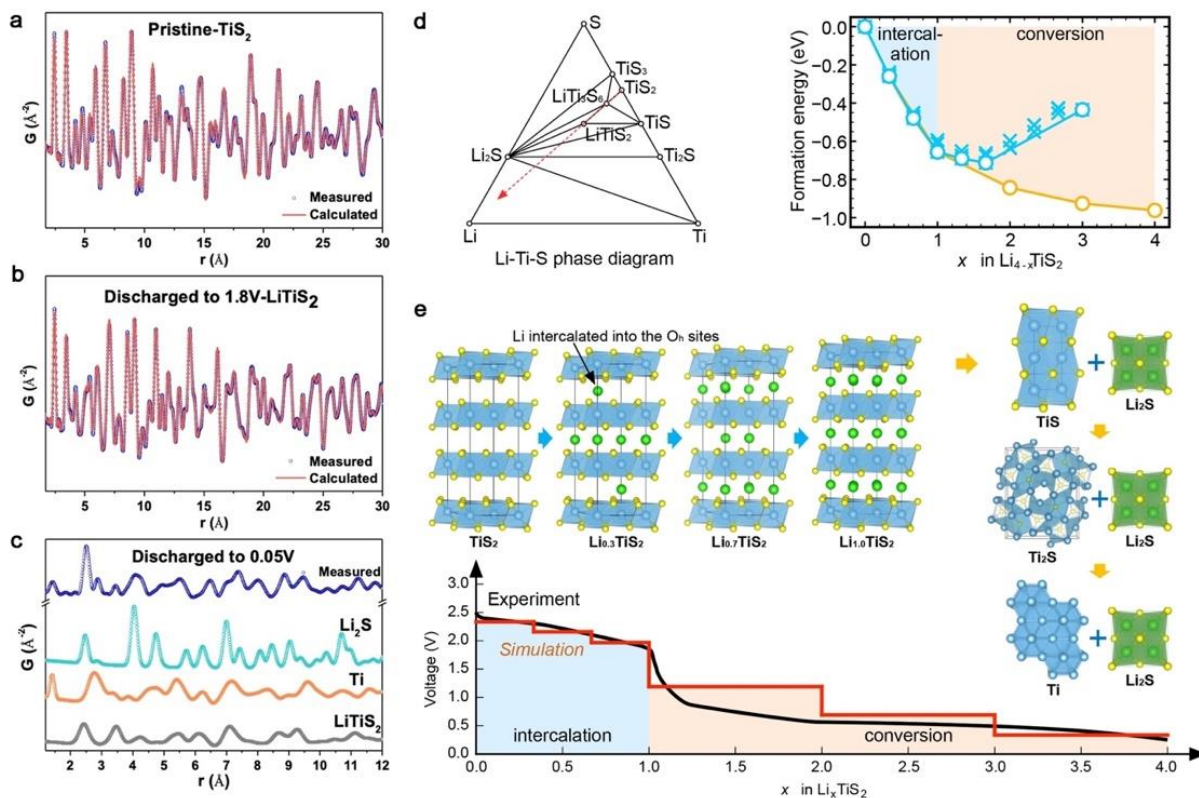 a
Pristine-TiS₂
G (Å⁻²)
Measured
Calculated
5 10 15 20 25 30
r (Å)
b
Discharged to 1.8V-LiTiS₂
G (Å⁻²)
Measured
Calculated
5 10 15 20 25 30
r (Å)
c
Discharged to 0.05V
Measured
Li₂S
Ti
LiTiS₂
G (Å⁻²)
2 3 4 5 6 7 8 9 10 11 12
r (Å)
d
S
TiS₃
TiS₂
LiTi₃S₆
TiS
LiTiS₂
Li₂S
Ti₂S
Li
Ti
Li-Ti-S phase diagram
Formation energy (eV)
0.0
-0.2
-0.4
-0.6
-0.8
-1.0
intercal-
ation
conversion
0 1 2 3 4
x in Li₄₋ₓTiS₂
e
Li intercalated into the Oₕ sites
TiS₂
Li₀.₃TiS₂
Li₀.₇TiS₂
Li₁.₀TiS₂
+
TiS
Li₂S
+
Ti₂S
Li₂S
+
Ti
Li₂S
Voltage (V)
3.0
2.5
2.0
1.5
1.0
0.5
0.0
Experiment
Simulation
intercalation
conversion
0.0 0.5 1.0 1.5 2.0 2.5 3.0 3.5 4.0
x in LiₓTiS₂